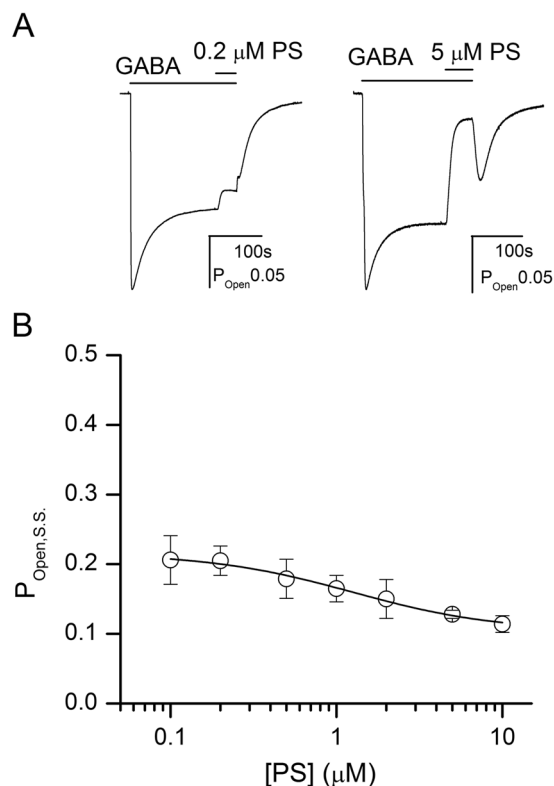 A
GABA 0.2 μM PS
GABA 5 μM PS
100s
P_Open 0.05
100s
P_Open 0.05
B
0.5
0.4
0.3
0.2
0.1
0.0
P_Open,S.S.
0.1 1 10
[PS] (μM)